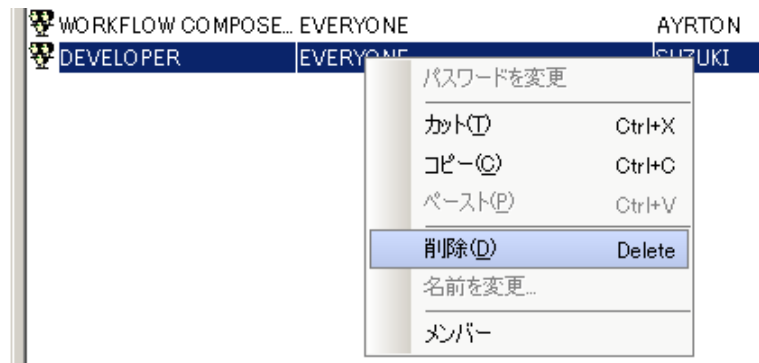 WORKFLOW COMPOSE... EVERYONE AYRTON
DEVELOPER EVERYONE SUZUKI
パスワードを変更
カット(T) Ctrl+X
コピー(C) Ctrl+C
ペースト(P) Ctrl+V
削除(D) Delete
名前を変更...
メンバー